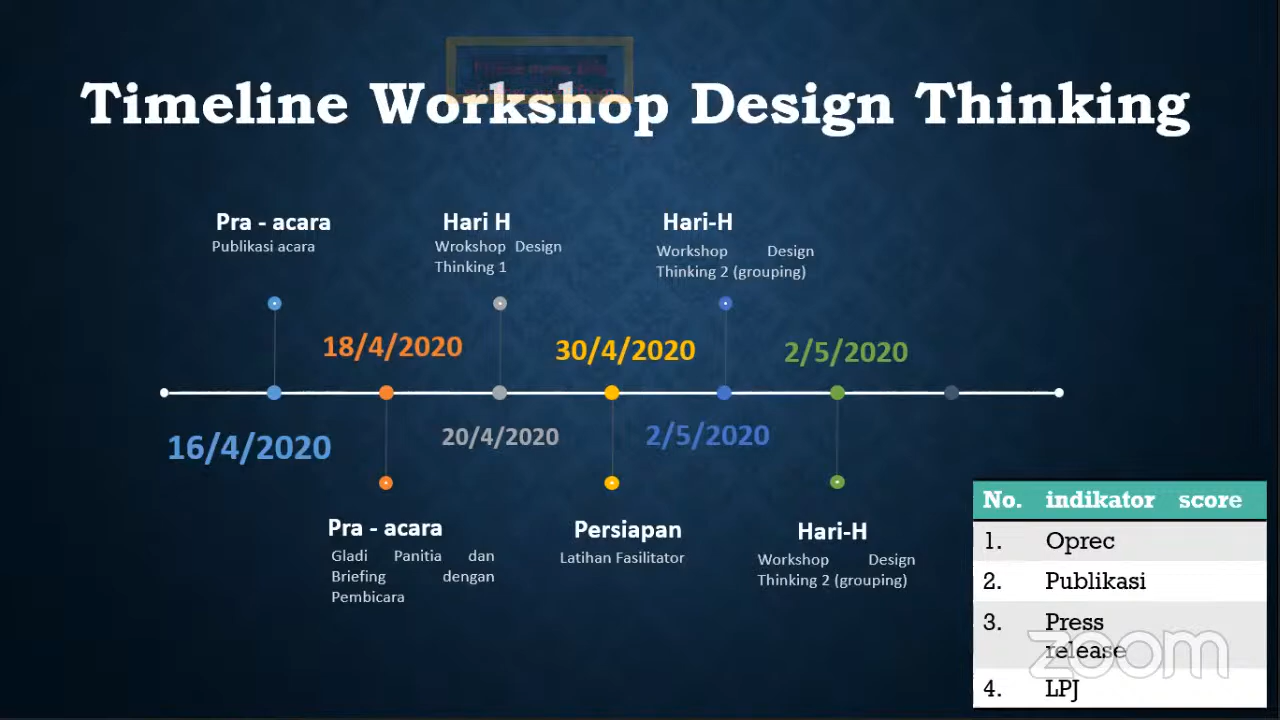 Timeline Workshop Design Thinking
Pra - acara
Publikasi acara
Hari H
Wrokshop Design
Thinking 1
Hari-H
Workshop Design
Thinking 2 (grouping)
18/4/2020
30/4/2020
2/5/2020
16/4/2020
20/4/2020
2/5/2020
Pra - acara
Gladi Panitia dan
Briefing dengan
Pembicara
Persiapan
Latihan Fasilitator
Hari-H
Workshop Design
Thinking 2 (grouping)
No. indikator score
1. Oprec
2. Publikasi
3. Press
release
4. LPJ
zoom